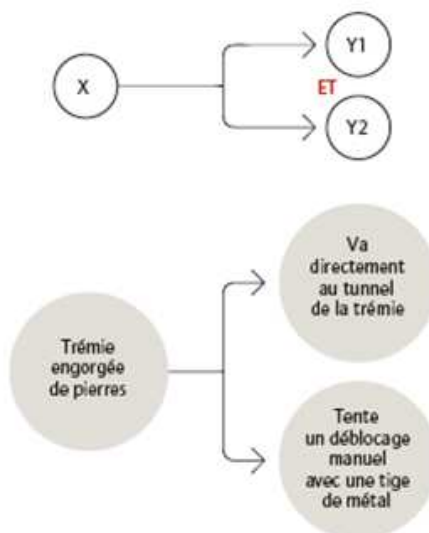 X
Y1
ET
Y2
Trémie
engorgée
de pierres
Va
directement
au tunnel
de la trémie
Tente
un déblocage
manuel
avec une tige
de métal